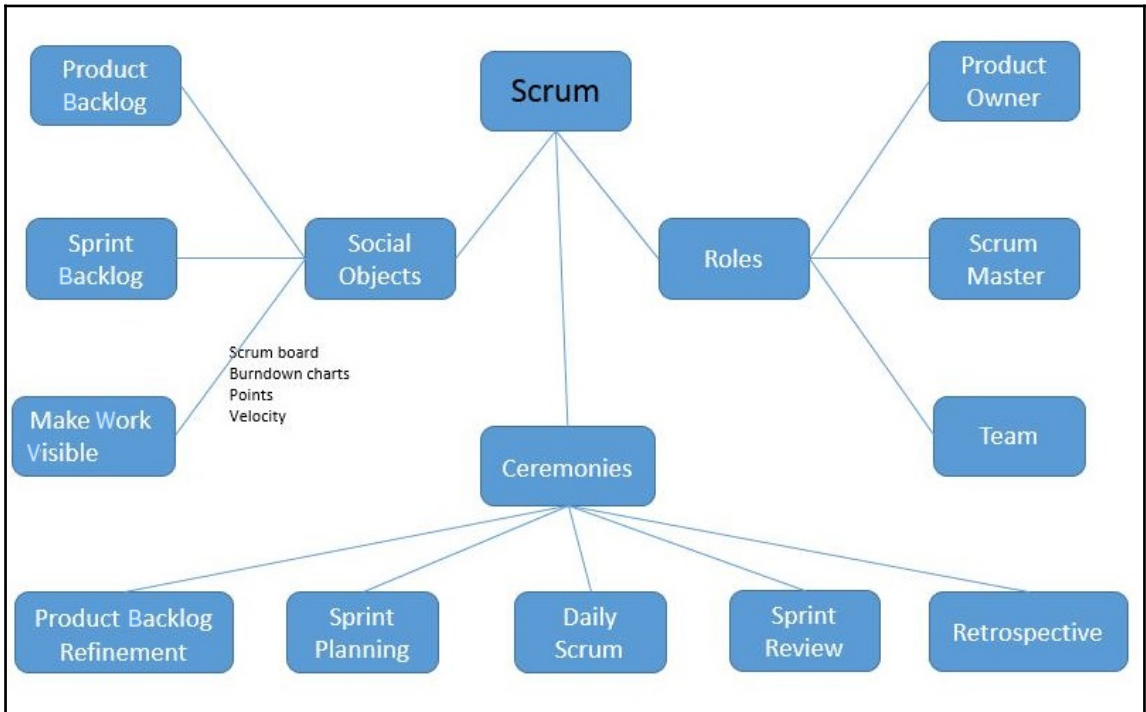 Scrum
Product
Backlog
Product
Owner
Sprint
Backlog
Social
Objects
Roles
Scrum
Master
Scrum board
Burndown charts
Points
Velocity
Make Work
Visible
Team
Ceremonies
Product Backlog
Refinement
Sprint
Planning
Daily
Scrum
Sprint
Review
Retrospective